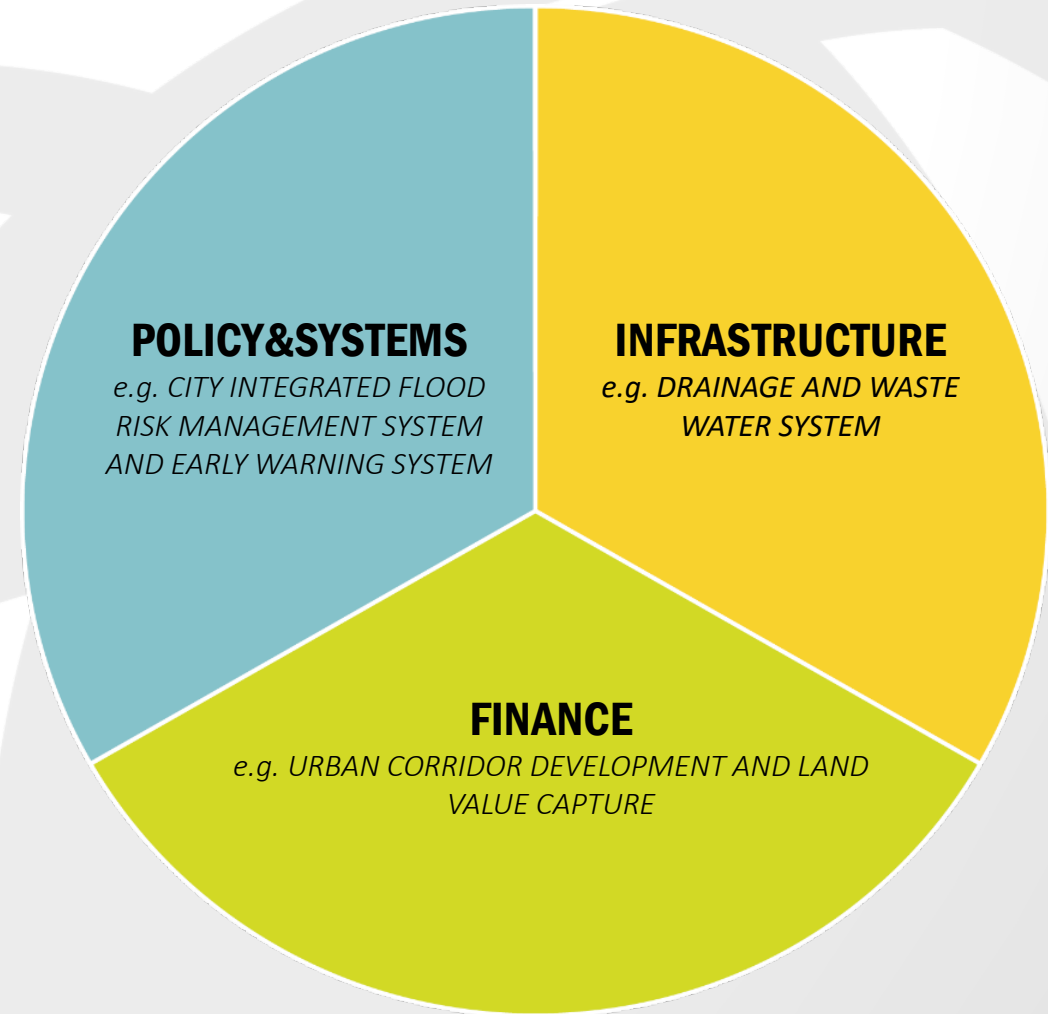 POLICY&SYSTEMS
e.g. CITY INTEGRATED FLOOD
RISK MANAGEMENT SYSTEM
AND EARLY WARNING SYSTEM
INFRASTRUCTURE
e.g. DRAINAGE AND WASTE
WATER SYSTEM
FINANCE
e.g. URBAN CORRIDOR DEVELOPMENT AND LAND
VALUE CAPTURE